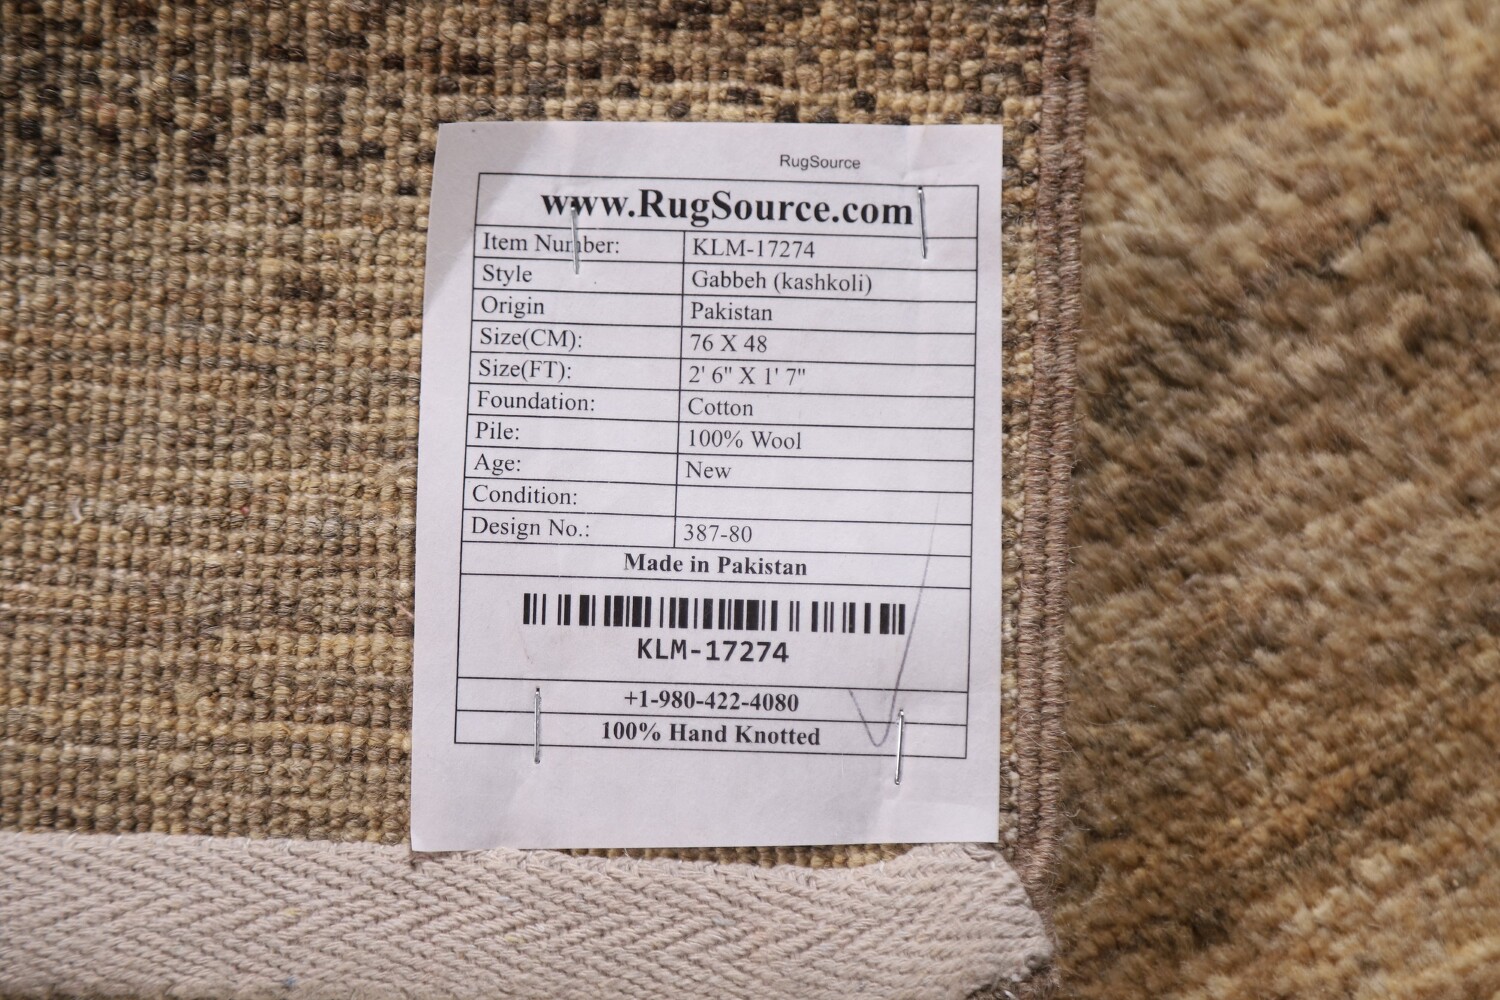 RugSource
www.RugSource.com
Item Number: KLM-17274
Style Gabbeh (kashkoli)
Origin Pakistan
Size(CM): 76 X 48
Size(FT): 2' 6" X 1' 7"
Foundation: Cotton
Pile: 100% Wool
Age: New
Condition:
Design No.: 387-80
Made in Pakistan
KLM-17274
+1-980-422-4080
100% Hand Knotted